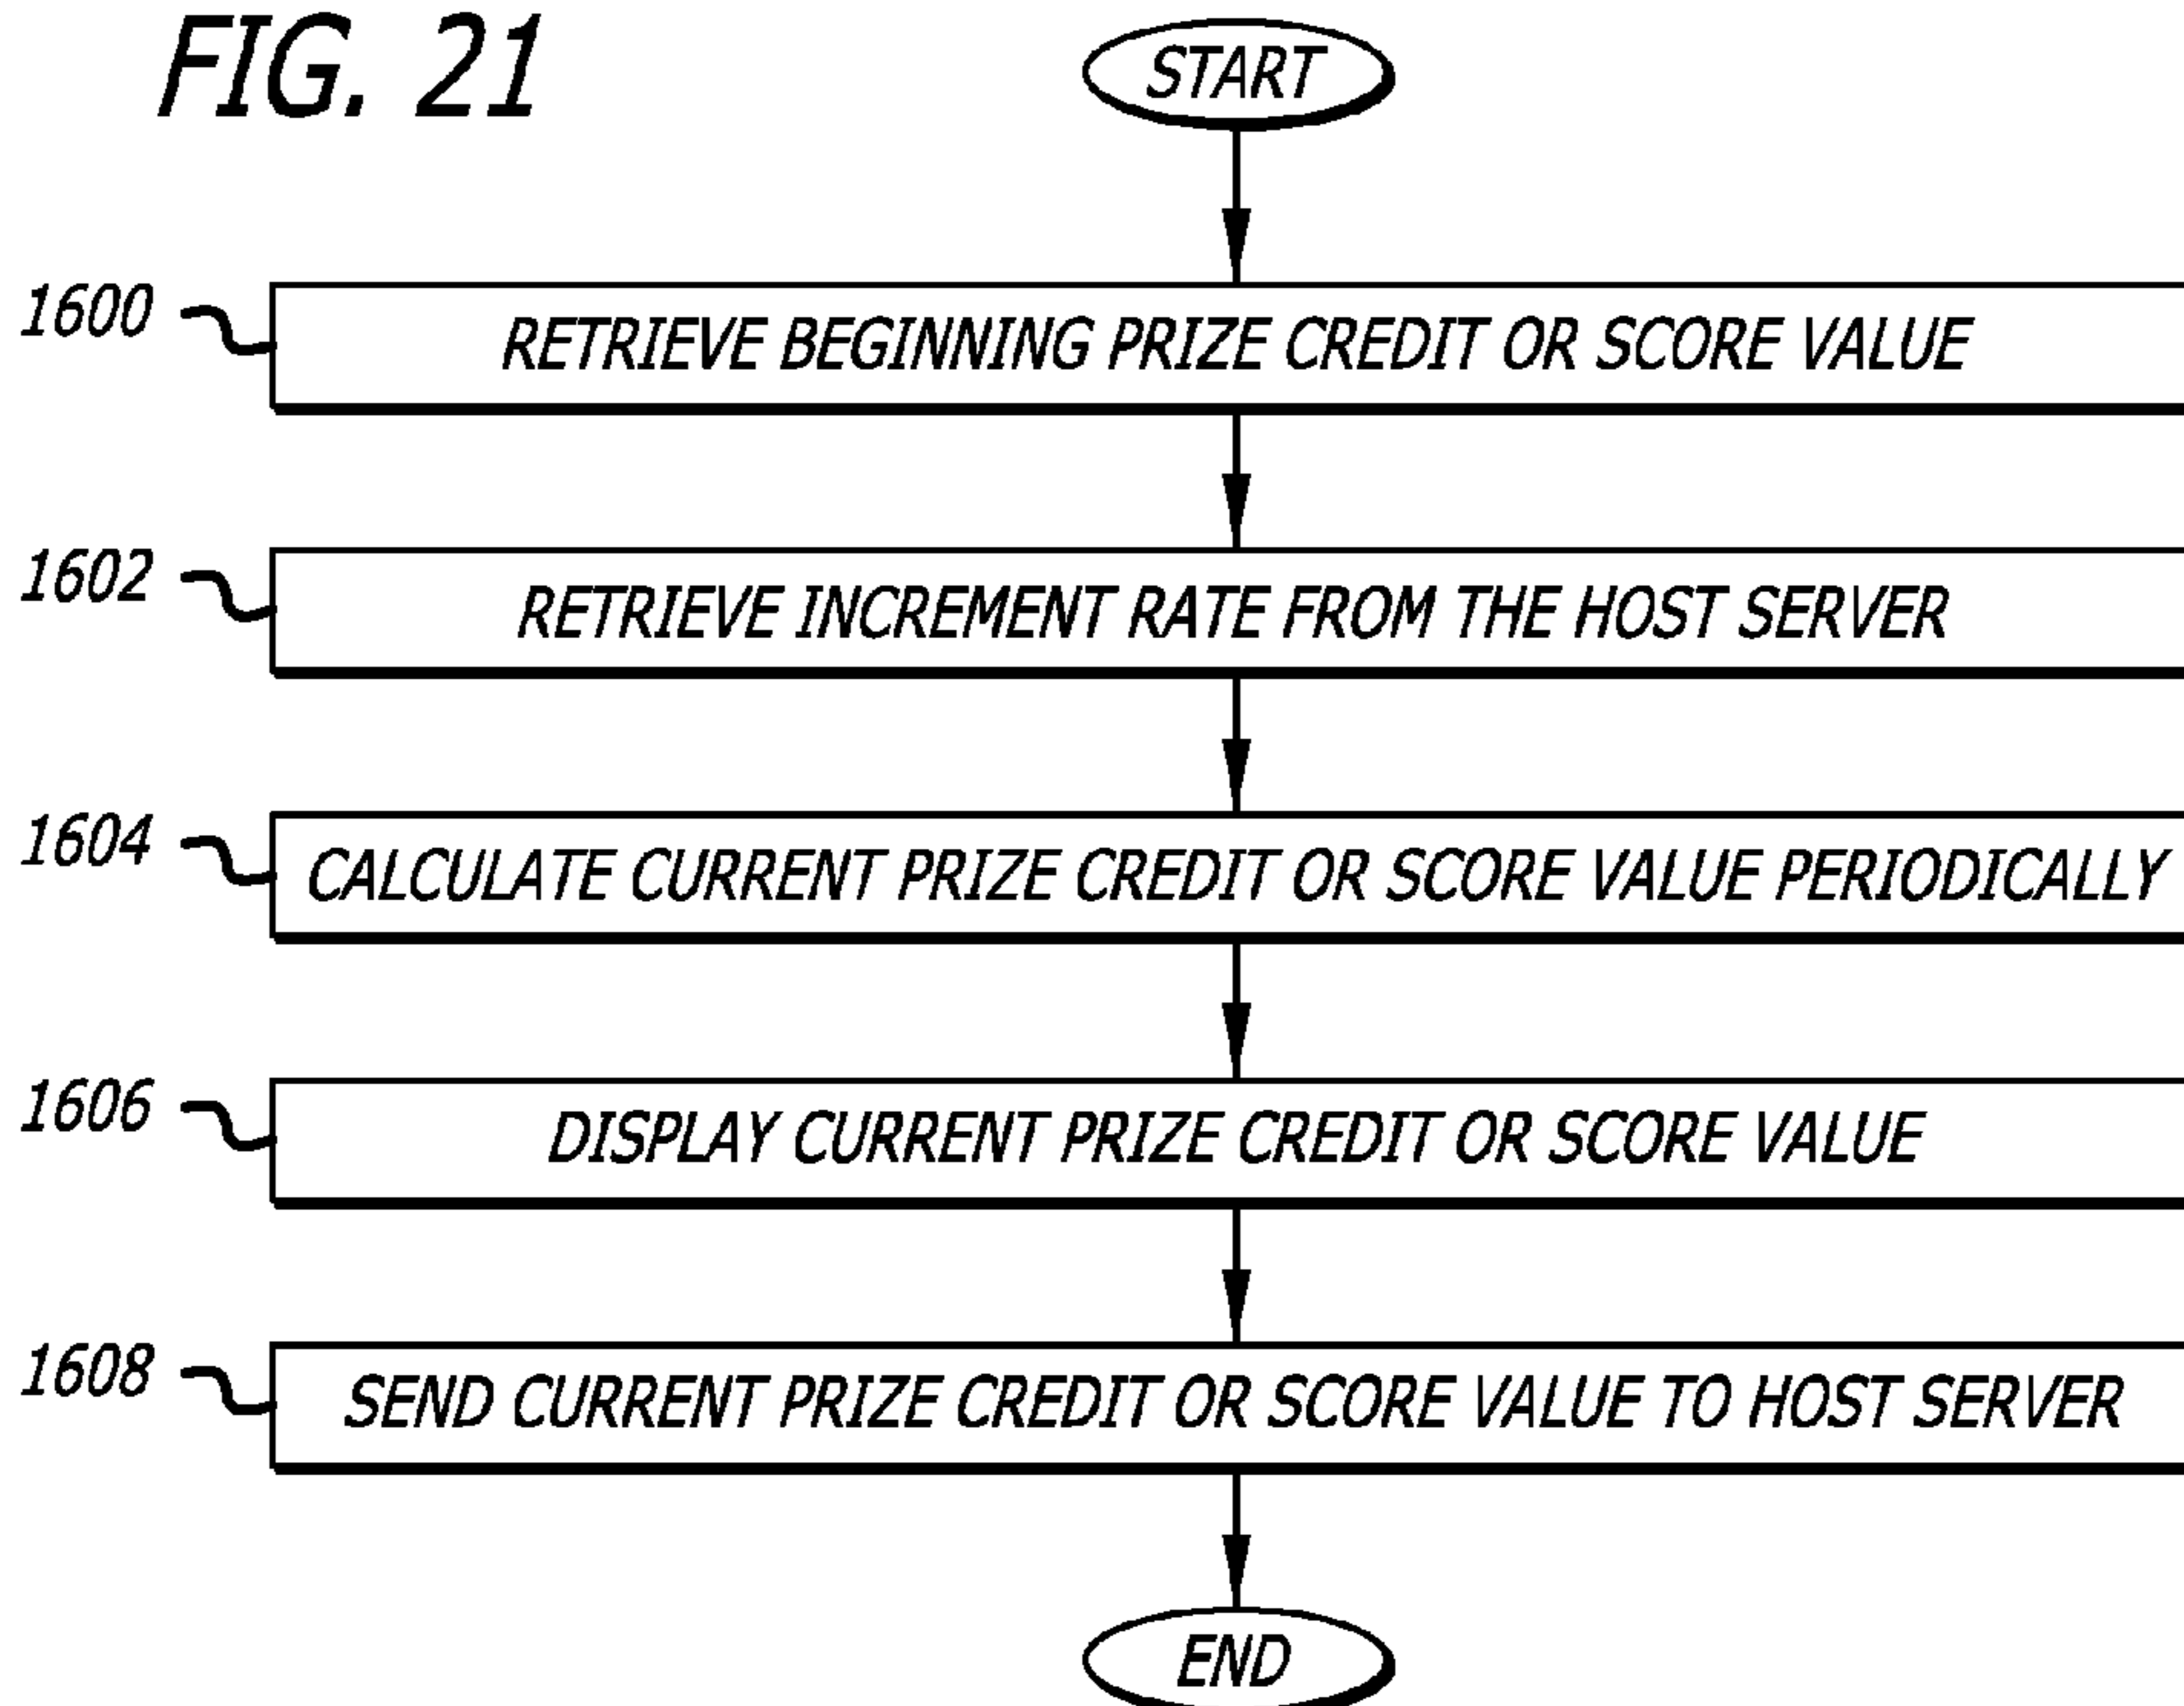 FIG. 21
START
1600
RETRIEVE BEGINNING PRIZE CREDIT OR SCORE VALUE
1602
RETRIEVE INCREMENT RATE FROM THE HOST SERVER
1604
CALCULATE CURRENT PRIZE CREDIT OR SCORE VALUE PERIODICALLY
1606
DISPLAY CURRENT PRIZE CREDIT OR SCORE VALUE
1608
SEND CURRENT PRIZE CREDIT OR SCORE VALUE TO HOST SERVER
END